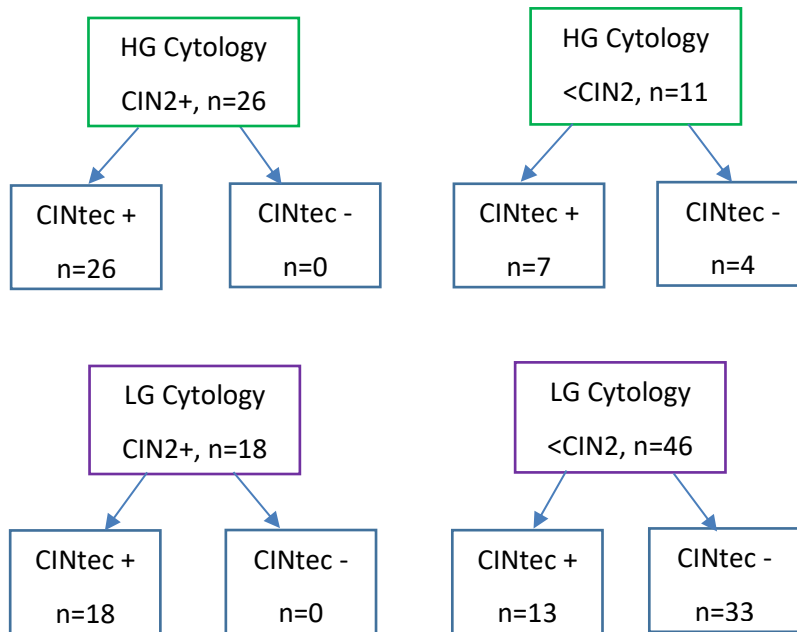 HG Cytology
CIN2+, n=26
HG Cytology
<CIN2, n=11
CINtec +
n=26
CINtec -
n=0
CINtec +
n=7
CINtec -
n=4
LG Cytology
CIN2+, n=18
LG Cytology
<CIN2, n=46
CINtec +
n=18
CINtec -
n=0
CINtec +
n=13
CINtec -
n=33